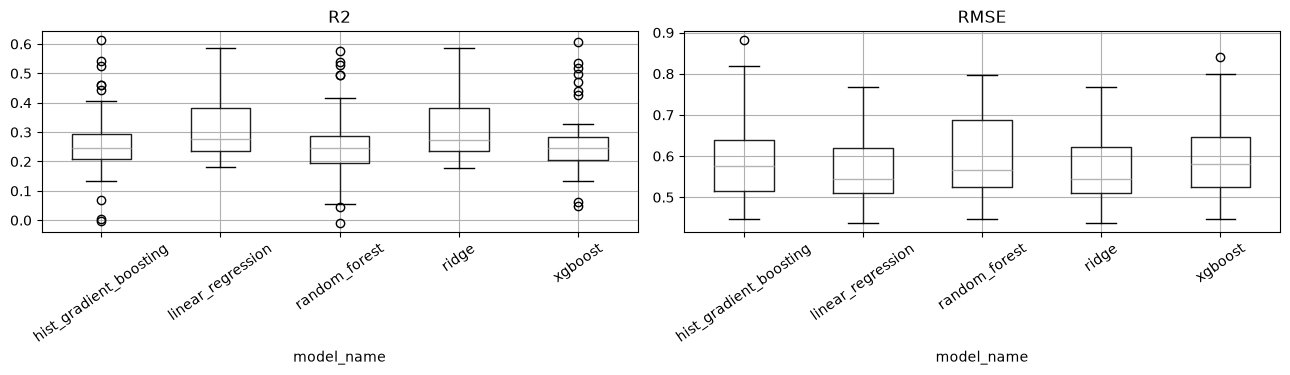 R2
0.6
0.5
0.4
0.3
0.2
0.1
0.0
hist_gradient_boosting
linear_regression
random_forest
ridge
xgboost
model_name
RMSE
0.9
0.8
0.7
0.6
0.5
hist_gradient_boosting
linear_regression
random_forest
ridge
xgboost
model_name